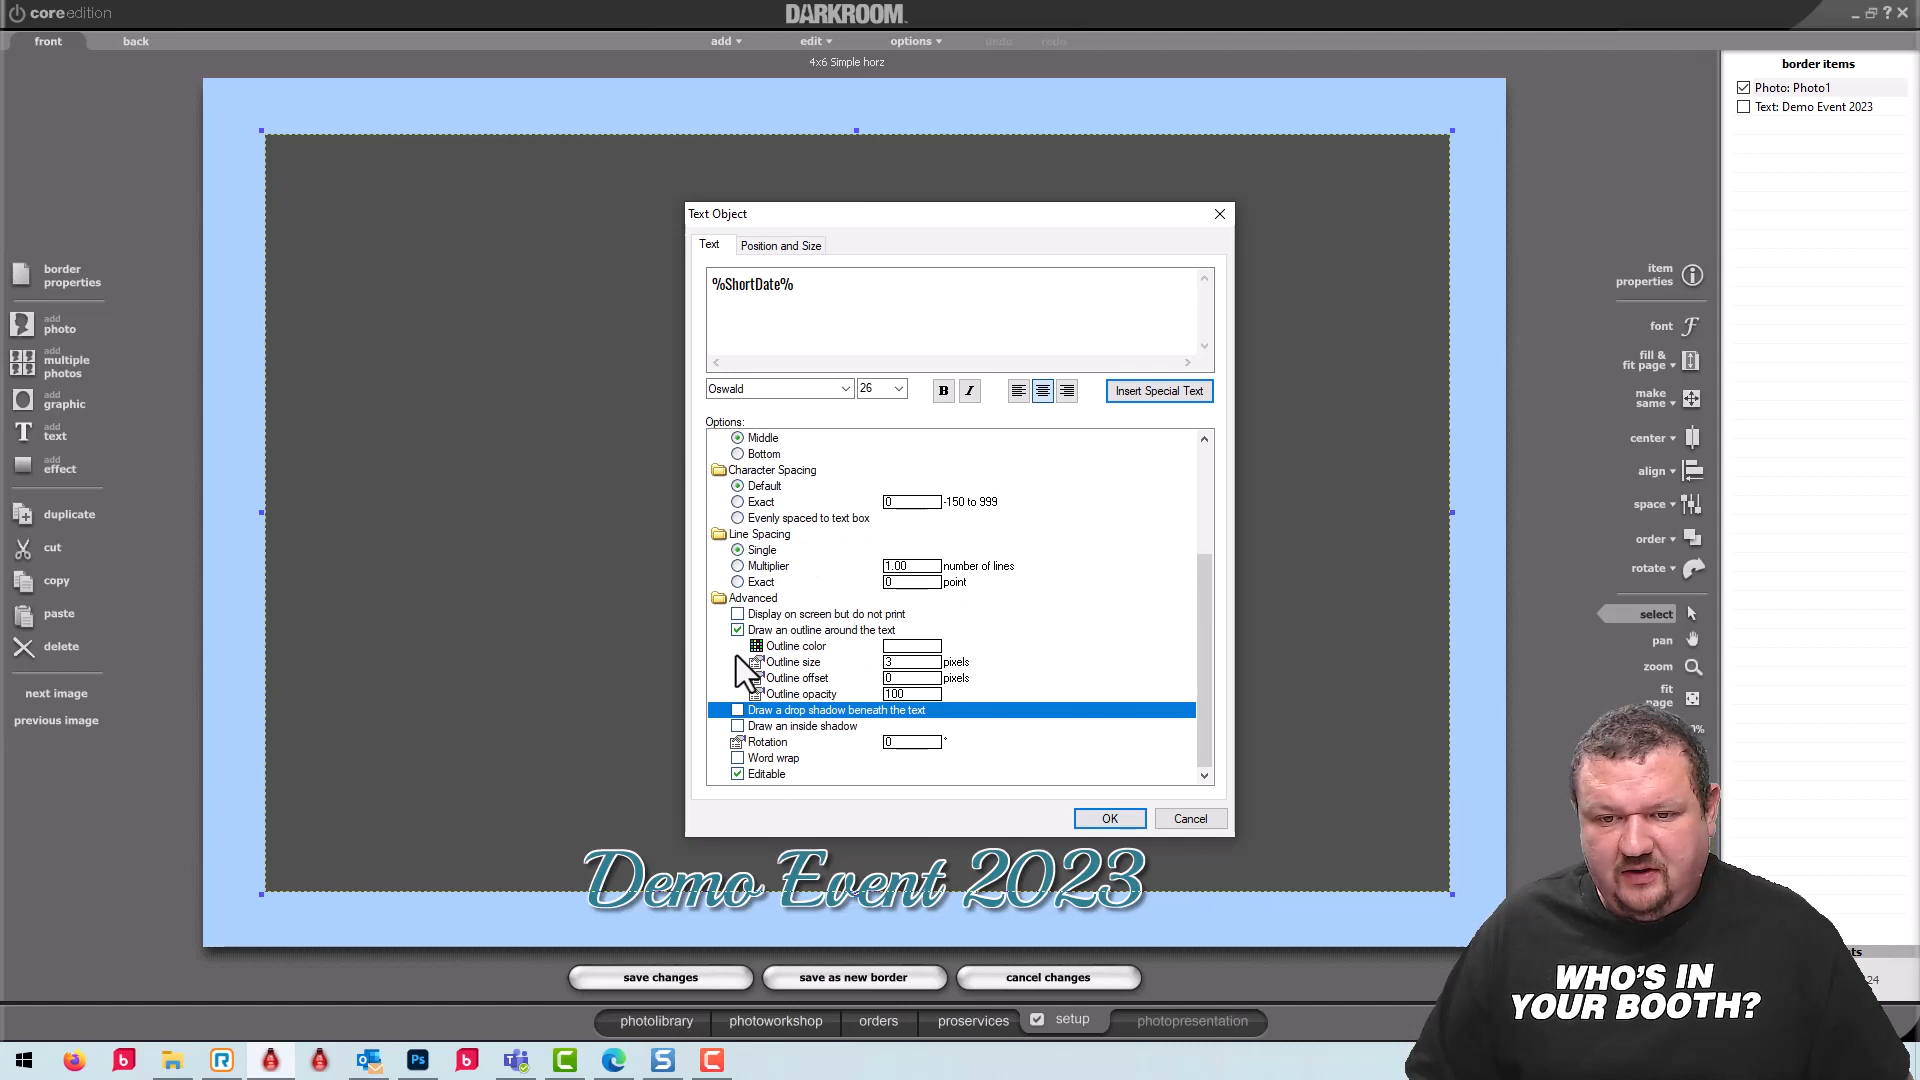 coreedition
DARKROOM
front
back
add
edit
options
undo
redo
4x6 Simple horz
border items
Photo: Photo1
Text: Demo Event 2023
border
properties
add
photo
add
multiple
photos
add
graphic
add
text
add
effect
duplicate
cut
copy
paste
delete
next image
previous image
Text Object
Text
Position and Size
%ShortDate%
Oswald
26
B
I
Insert Special Text
Options:
Middle
Bottom
Character Spacing
Default
Exact
0
-150 to 999
Evenly spaced to text box
Line Spacing
Single
Multiplier
1.00
number of lines
Exact
0
point
Advanced
Display on screen but do not print
Draw an outline around the text
Outline color
Outline size
3
pixels
Outline offset
0
pixels
Outline opacity
100
Draw a drop shadow beneath the text
Draw an inside shadow
Rotation
0
°
Word wrap
Editable
OK
Cancel
Demo Event 2023
item
properties
font
fill &
fit page
make
same
center
align
space
order
rotate
select
pan
zoom
fit
page
save changes
save as new border
cancel changes
photolibrary
photoworkshop
orders
proservices
setup
photopresentation
WHO'S IN
YOUR BOOTH?